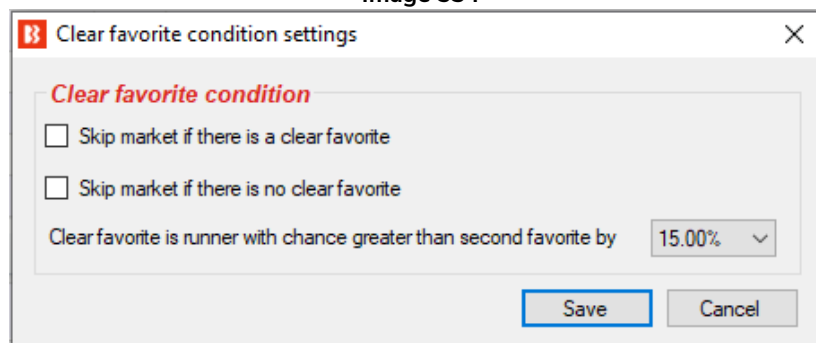 Clear favorite condition settings
Clear favorite condition
Skip market if there is a clear favorite
Skip market if there is no clear favorite
Clear favorite is runner with chance greater than second favorite by 15.00%
Save Cancel